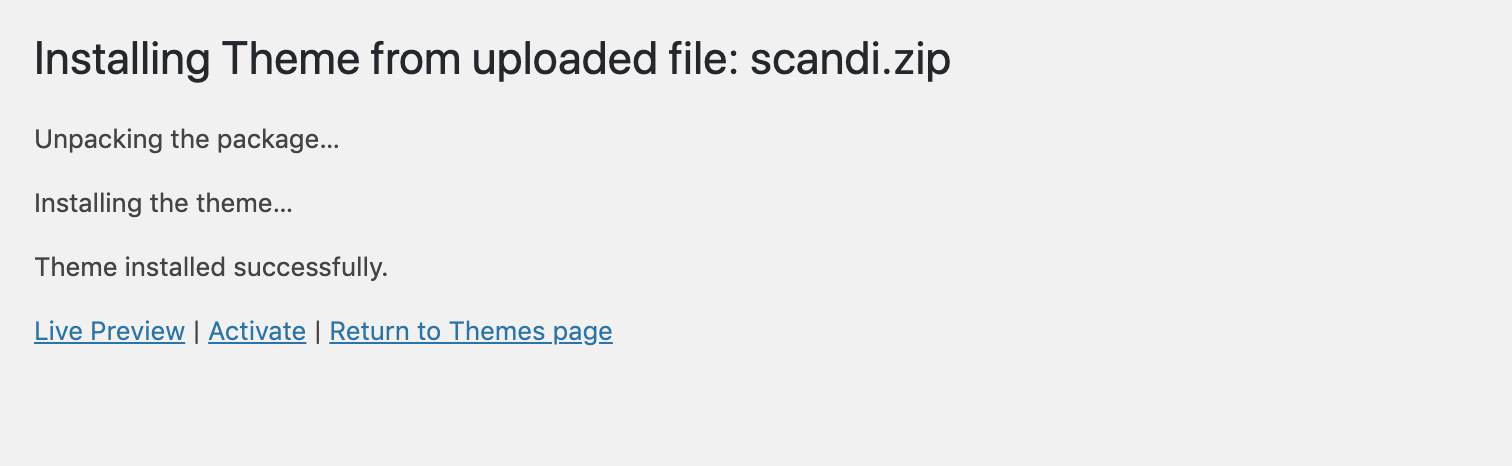 Installing Theme from uploaded file: scandi.zip
Unpacking the package…
Installing the theme…
Theme installed successfully.
Live Preview | Activate | Return to Themes page